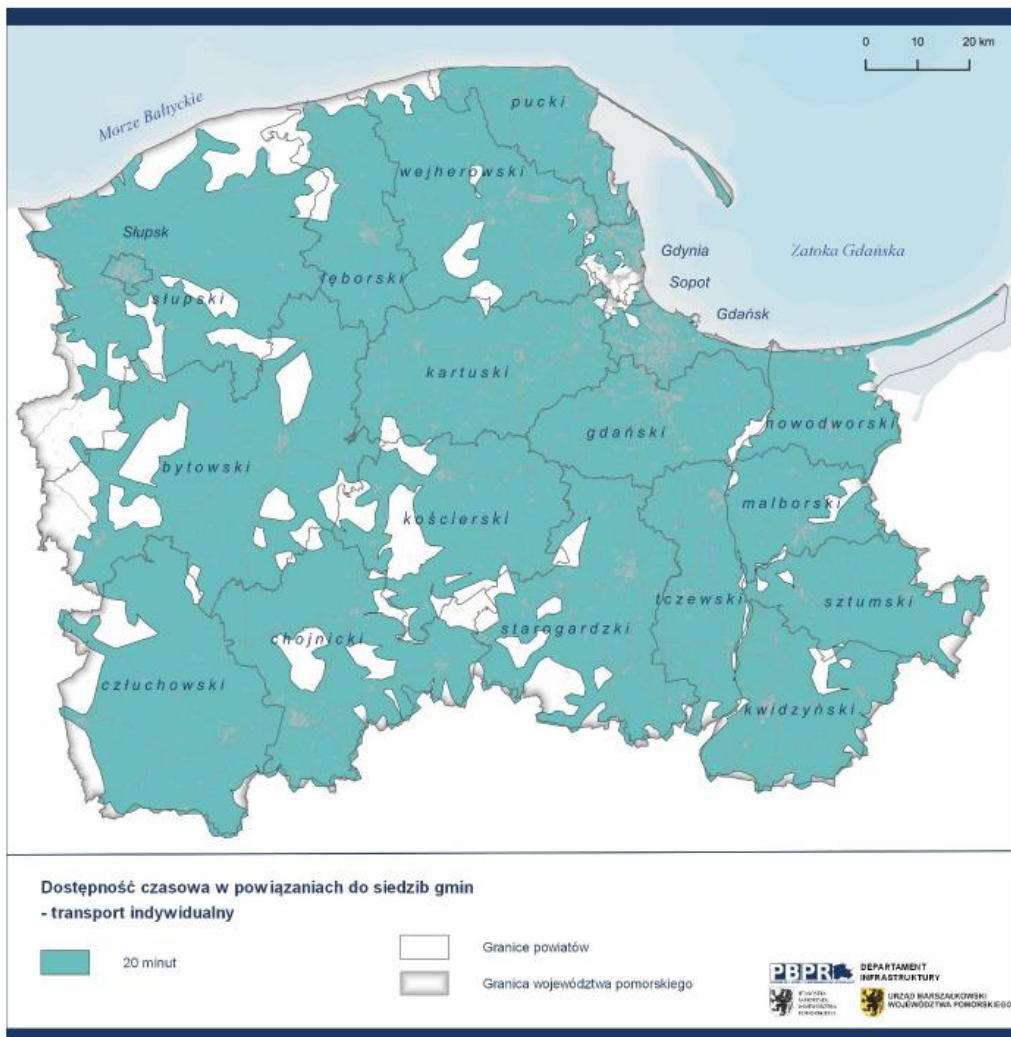 0 10 20 km
Morze Bałtyckie
pucki
wejherowski
Słupsk
Gdynia
Zatoka Gdańska
lęborski
Sopot
słupski
Gdańsk
kartuski
gdański
nowodworski
bytowski
malborski
kościerski
tczewski
sztumski
starogardzki
chojnicki
człuchowski
kwidzyński
Dostępność czasowa w powiązaniach do siedzib gmin
- transport indywidualny
20 minut
Granice powiatów
Granica województwa pomorskiego
PBPR
DEPARTAMENT
INFRASTRUKTURY
URZĄD MARSZAŁKOWSKI
WOJEWÓDZTWA POMORSKIEGO